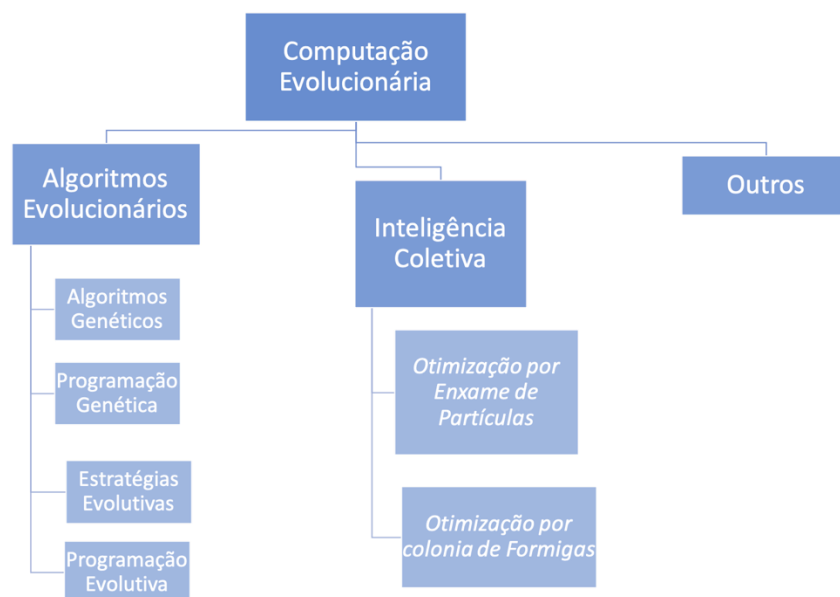 Computação
Evolucionária
Algoritmos
Evolucionários
Algoritmos
Genéticos
Programação
Genética
Estratégias
Evolutivas
Programação
Evolutiva
Inteligência
Coletiva
Otimização por
Enxame de
Partículas
Otimização por
colonia de Formigas
Outros